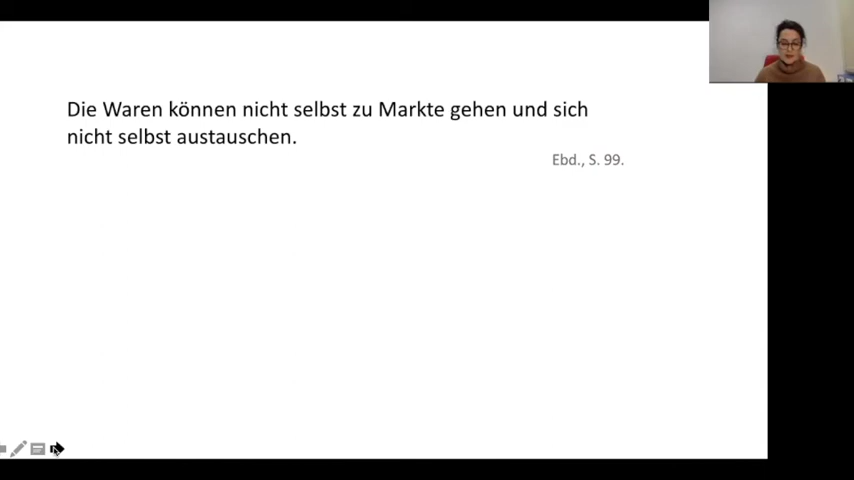 Die Waren können nicht selbst zu Markte gehen und sich
nicht selbst austauschen.
Ebd., S. 99.